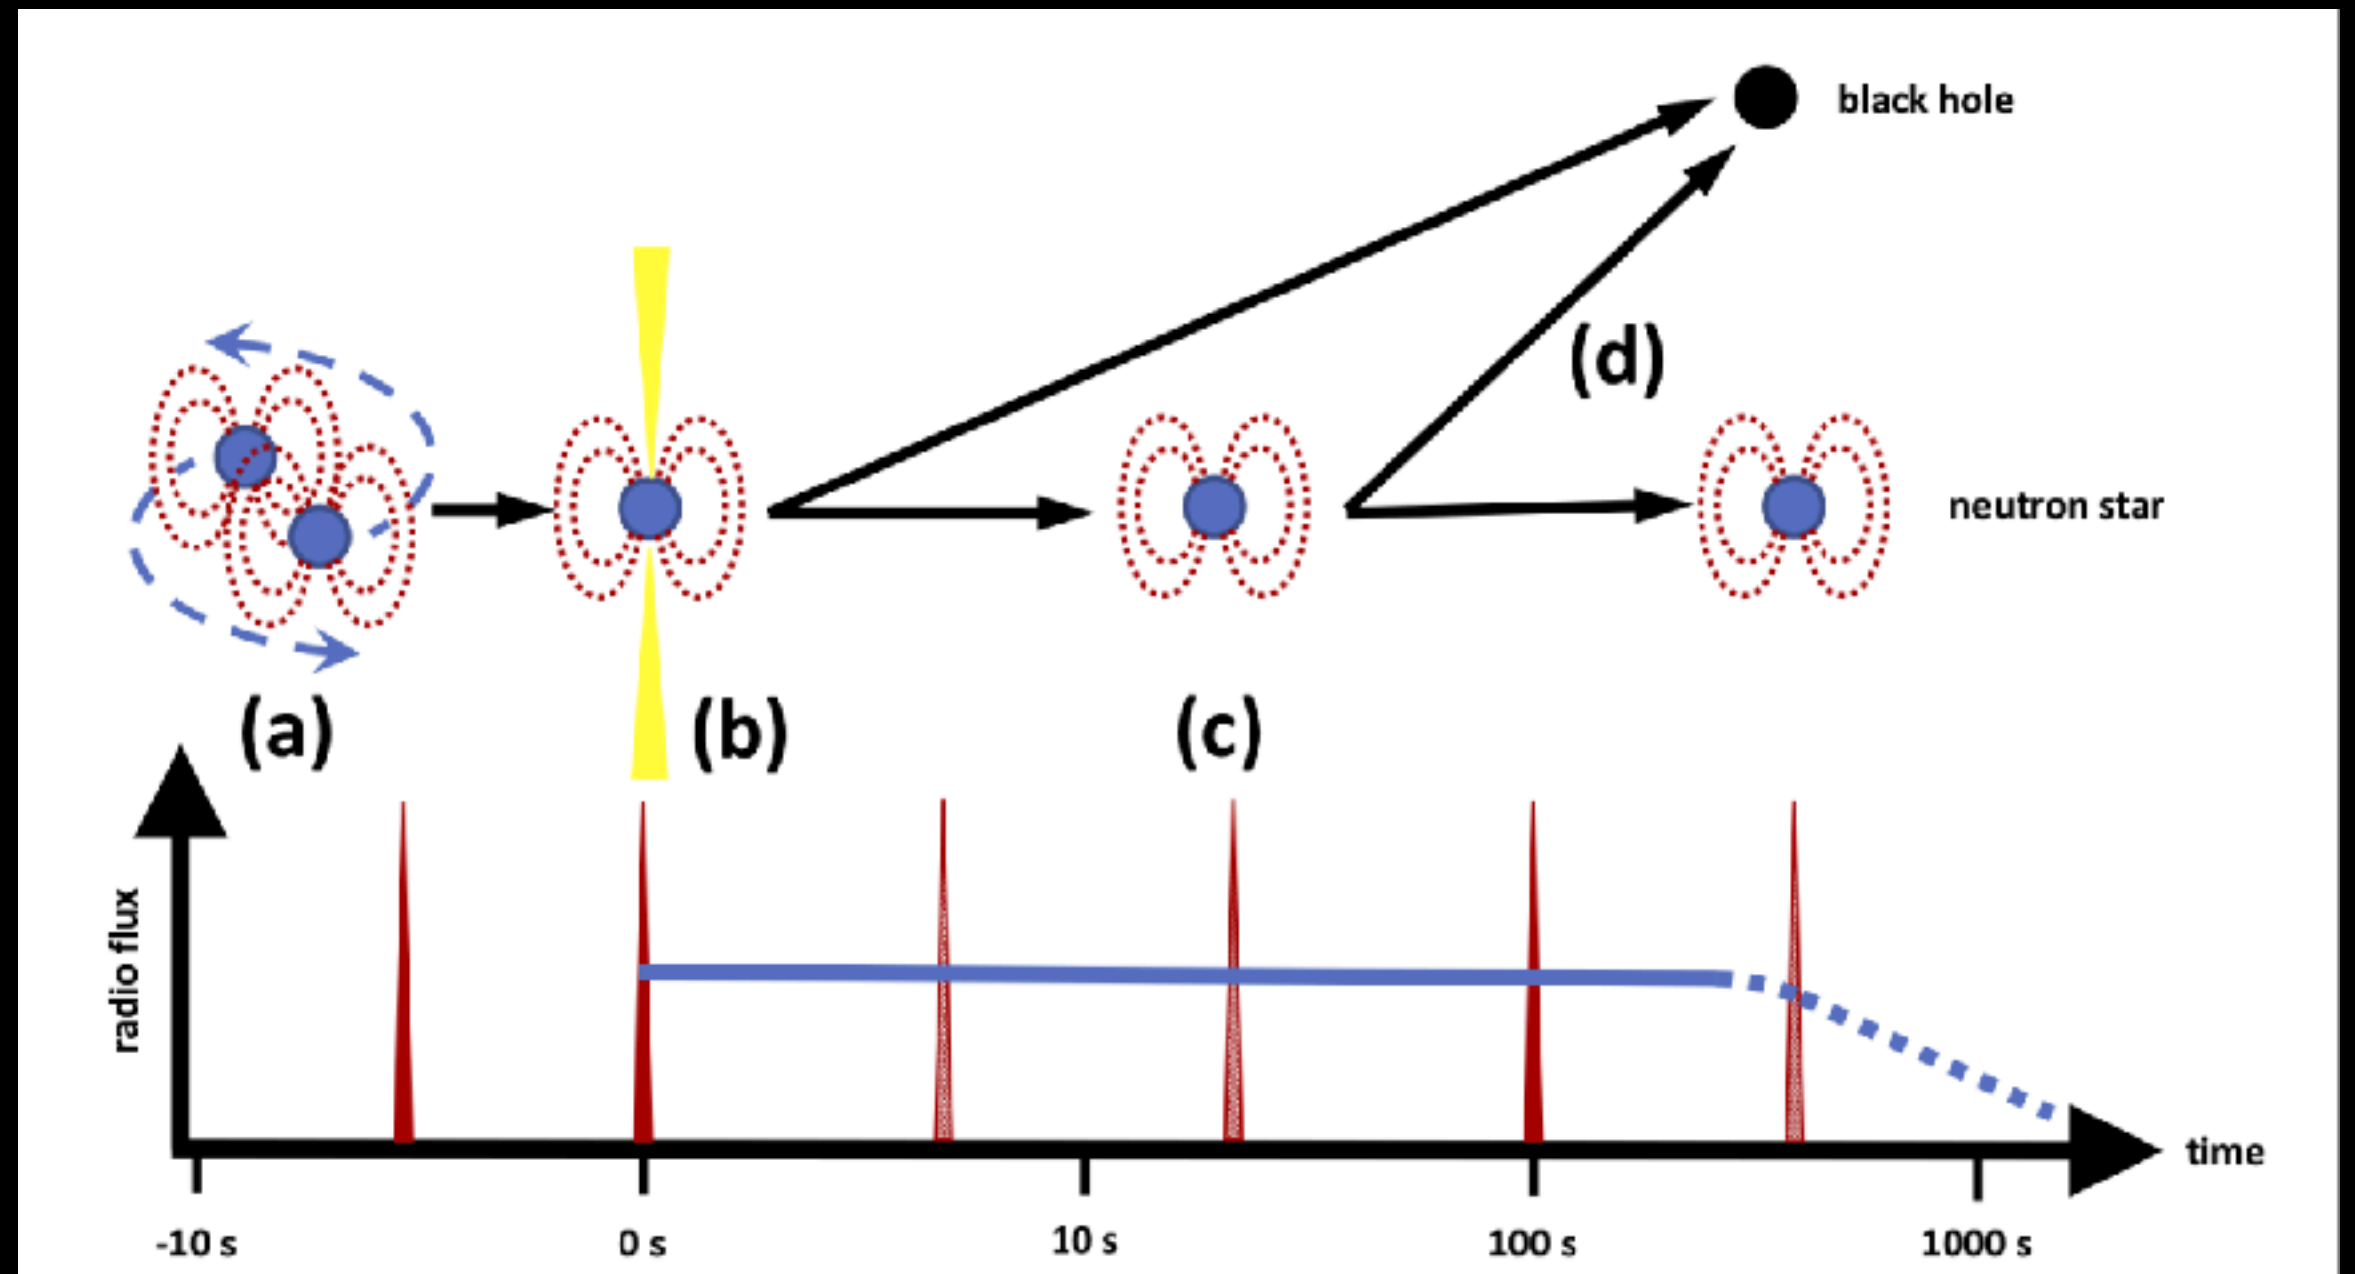 black hole
(d)
neutron star
(a)
(b)
(c)
radio flux
time
-10 s
0 s
10 s
100 s
1000 s